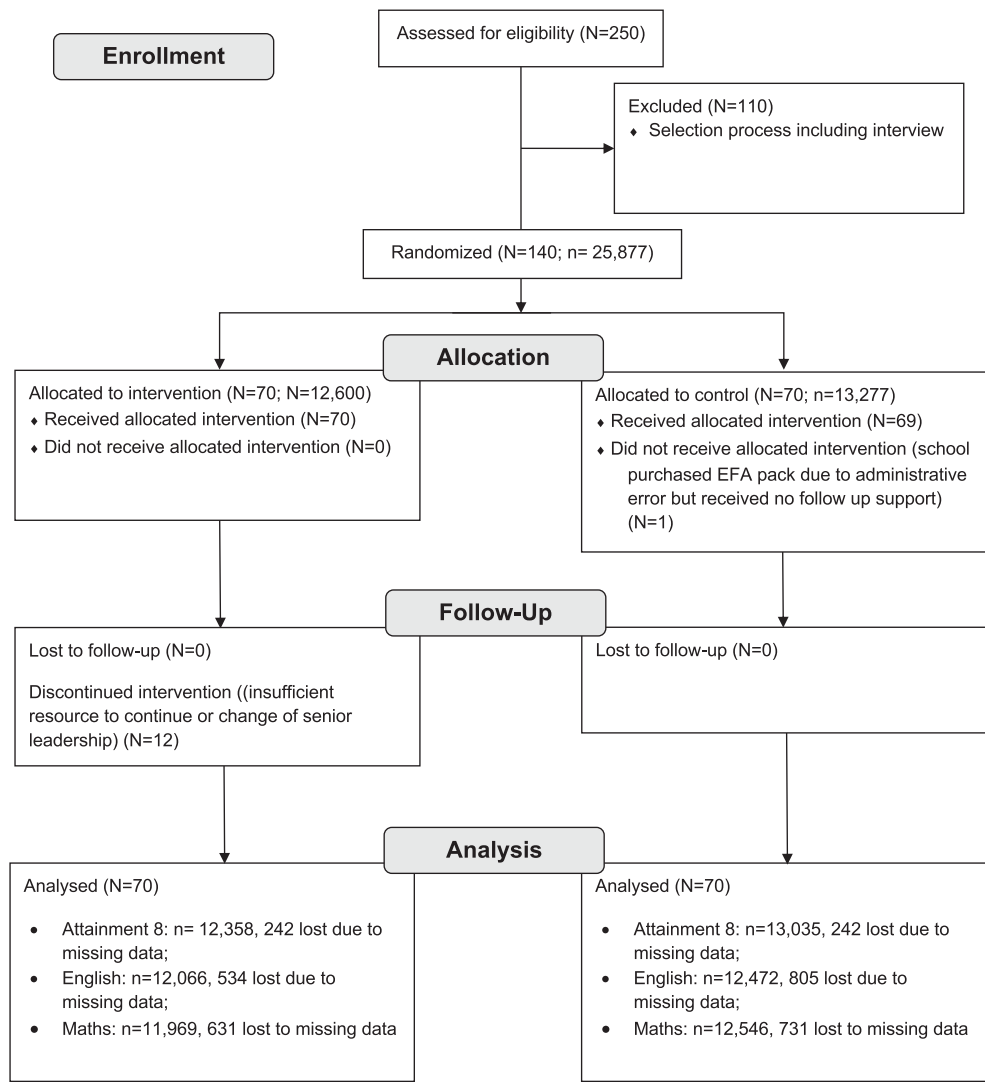 Assessed for eligibility (N=250)
Enrollment
Excluded (N=110)
♦ Selection process including interview
Randomized (N=140; n= 25,877)
Allocation
Allocated to intervention (N=70; N=12,600)
♦ Received allocated intervention (N=70)
♦ Did not receive allocated intervention (N=0)
Allocated to control (N=70; n=13,277)
♦ Received allocated intervention (N=69)
♦ Did not receive allocated intervention (school
purchased EFA pack due to administrative
error but received no follow up support)
(N=1)
Follow-Up
Lost to follow-up (N=0)
Discontinued intervention ((insufficient
resource to continue or change of senior
leadership) (N=12)
Lost to follow-up (N=0)
Analysis
Analysed (N=70)
• Attainment 8: n= 12,358, 242 lost due to
missing data;
• English: n=12,066, 534 lost due to
missing data;
• Maths: n=11,969, 631 lost to missing data
Analysed (N=70)
• Attainment 8: n=13,035, 242 lost due to
missing data;
• English: n=12,472, 805 lost due to
missing data;
• Maths: n=12,546, 731 lost to missing data